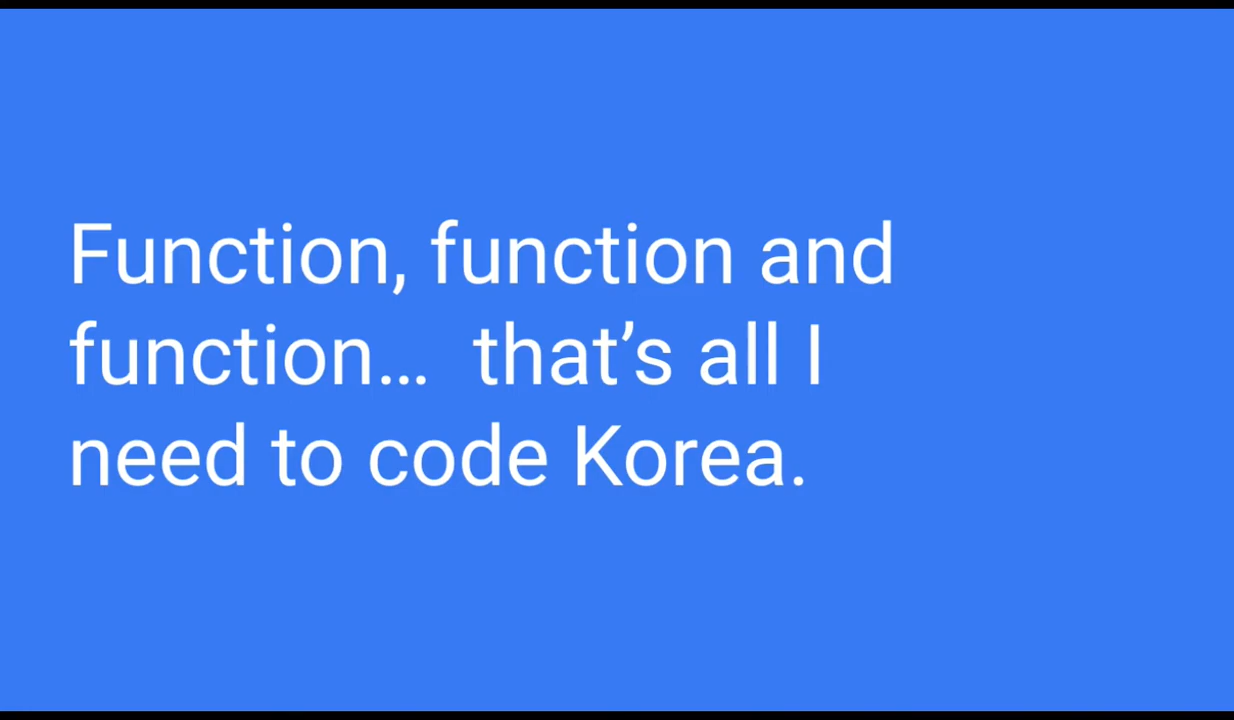 Function, function and
function...  that’s all I
need to code Korea.